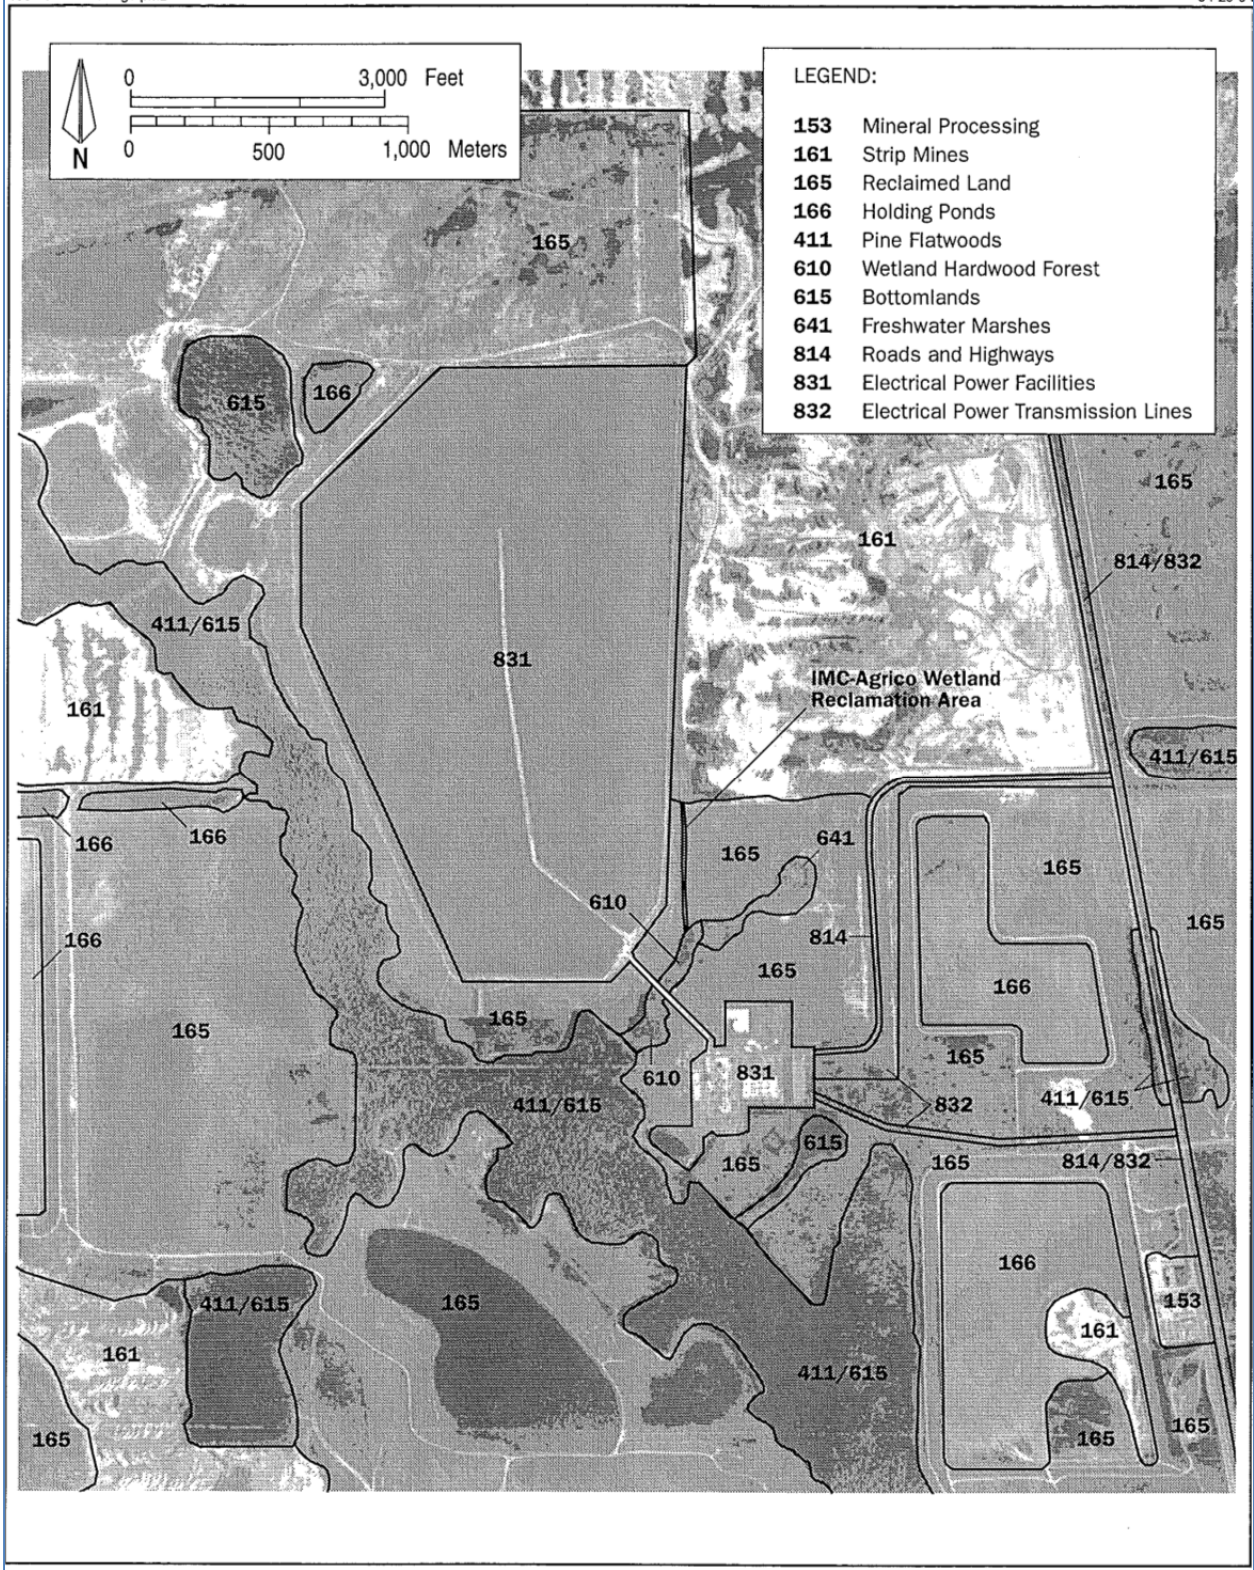 0 3,000 Feet
0 500 1,000 Meters
N
LEGEND:
153 Mineral Processing
161 Strip Mines
165 Reclaimed Land
166 Holding Ponds
411 Pine Flatwoods
610 Wetland Hardwood Forest
615 Bottomlands
641 Freshwater Marshes
814 Roads and Highways
831 Electrical Power Facilities
832 Electrical Power Transmission Lines
165
166
615
165
161
814/832
411/615
831
IMC-Agrico Wetland
Reclamation Area
161
411/615
166
166
641
165
165
610
165
814
166
165
166
165
165
165
610
831
411/615
832
411/615
615
165
165
814/832
166
411/615
165
153
161
161
411/615
165
165
165